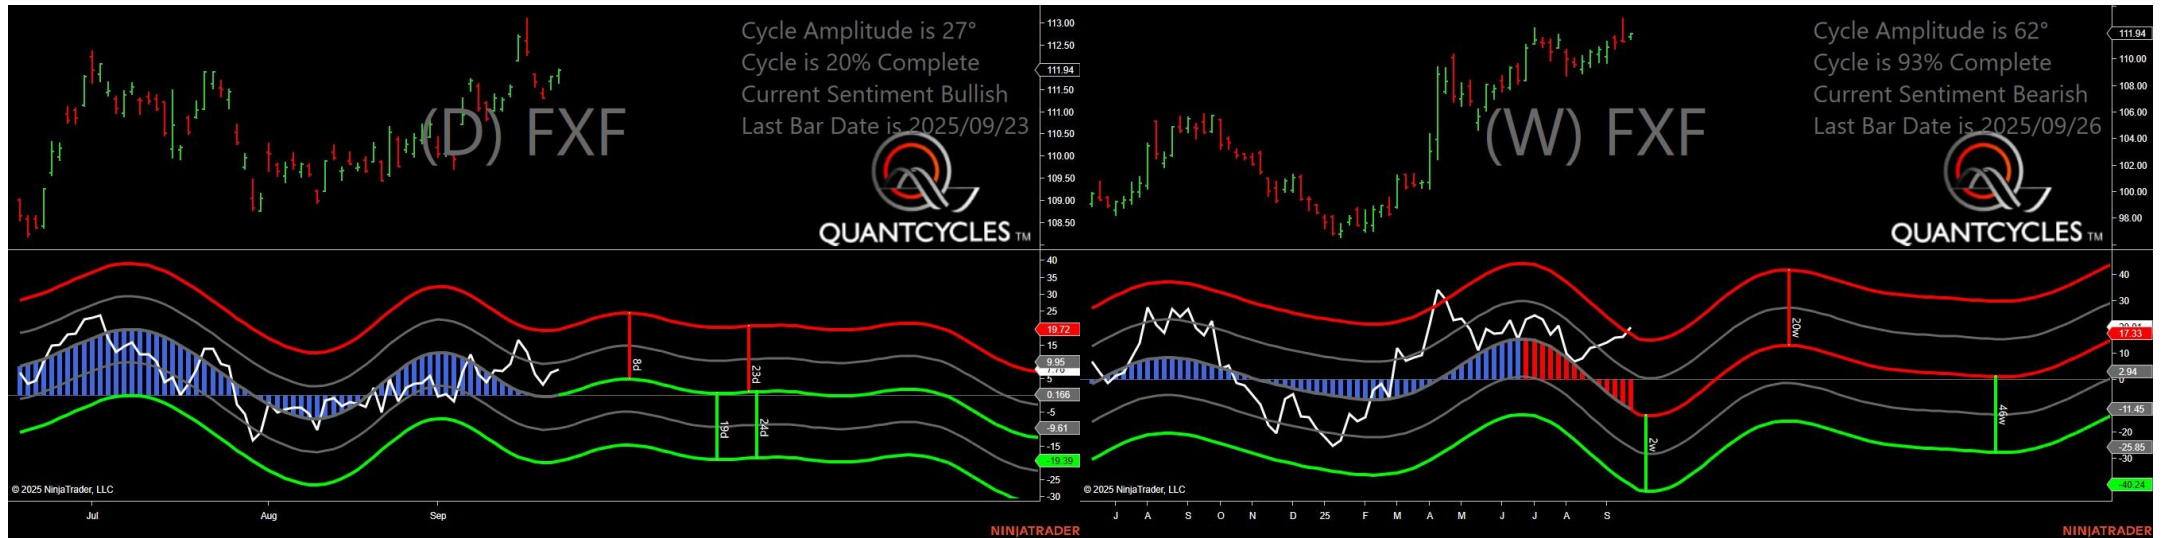 Cycle Amplitude is 27°
Cycle is 20% Complete
Current Sentiment Bullish
Last Bar Date is 2025/09/23
(D) FXF
QUANTCYCLES TM
113.00
112.50
111.94
111.50
111.00
110.50
110.00
109.50
109.00
108.50
40
35
30
25
19.72
15
9.95
7.76
5
0.166
-5
-9.61
-15
-19.39
-25
-30
8d
23d
19d
24d
© 2025 NinjaTrader, LLC
Jul
Aug
Sep
NINJATRADER
Cycle Amplitude is 62°
Cycle is 93% Complete
Current Sentiment Bearish
Last Bar Date is 2025/09/26
(W) FXF
QUANTCYCLES TM
111.94
110.00
108.00
106.00
104.00
102.00
100.00
98.00
40
30
17.33
10
2.94
0
-11.45
-20
-25.85
-30
-40.24
20w
46w
2w
© 2025 NinjaTrader, LLC
J A S O N D 25 F M A M J J A S
NINJATRADER